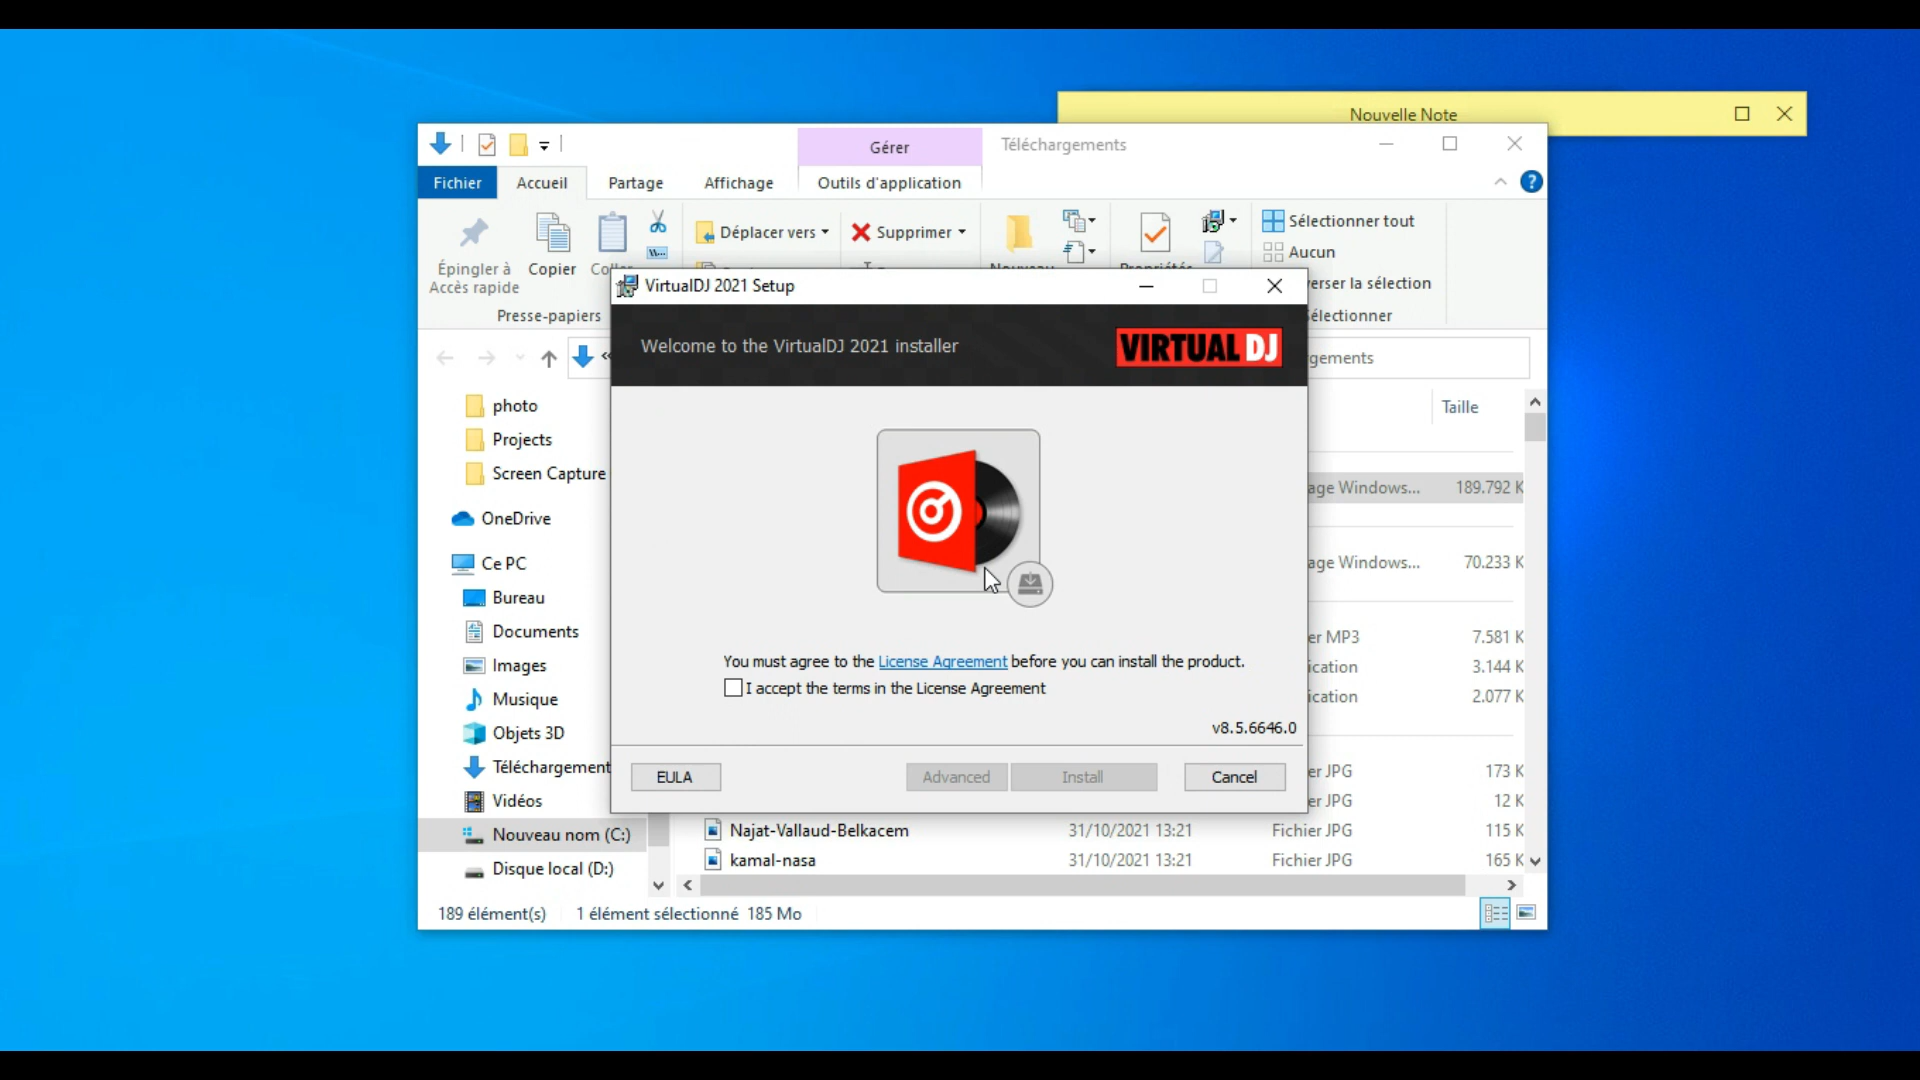 Nouvelle Note
Gérer
Téléchargements
Fichier
Accueil
Partage
Affichage
Outils d'application
Déplacer vers
Supprimer
Sélectionner tout
Aucun
Épingler à
Accès rapide
Copier
erser la sélection
Presse-papiers
électionner
VirtualDJ 2021 Setup
Welcome to the VirtualDJ 2021 installer
VIRTUAL DJ
gements
photo
Projects
Screen Capture
OneDrive
Ce PC
Bureau
Documents
Images
Musique
Objets 3D
Téléchargement
Vidéos
Nouveau nom (C:)
Disque local (D:)
Taille
age Windows... 189.792 K
age Windows... 70.233 K
er MP3 7.581 K
ication 3.144 K
ication 2.077 K
er JPG 173 K
er JPG 12 K
You must agree to the License Agreement before you can install the product.
I accept the terms in the License Agreement
v8.5.6646.0
EULA
Advanced
Install
Cancel
Najat-Vallaud-Belkacem 31/10/2021 13:21 Fichier JPG 115 K
kamal-nasa 31/10/2021 13:21 Fichier JPG 165 K
189 élément(s) 1 élément sélectionné 185 Mo